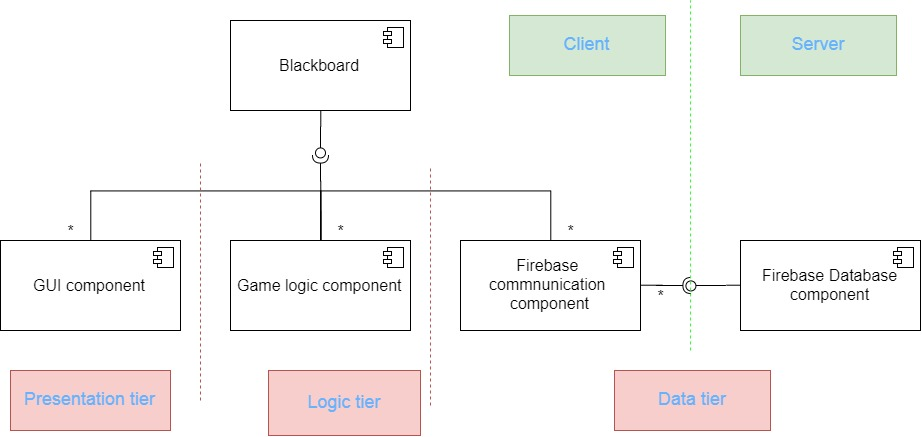 Blackboard
Client
Server
*
*
*
GUI component
Game logic component
Firebase
commnunication
component
*
Firebase Database
component
Presentation tier
Logic tier
Data tier